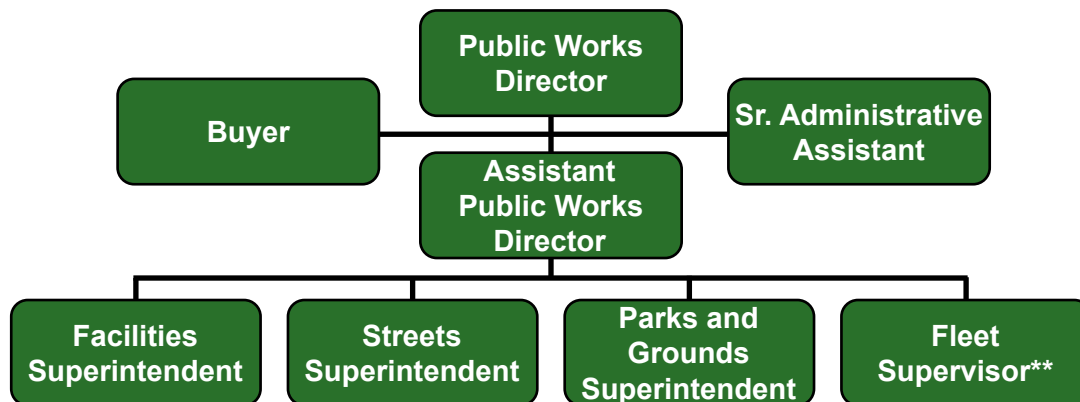 Public Works
Director
Buyer
Sr. Administrative
Assistant
Assistant
Public Works
Director
Facilities
Superintendent
Streets
Superintendent
Parks and
Grounds
Superintendent
Fleet
Supervisor**